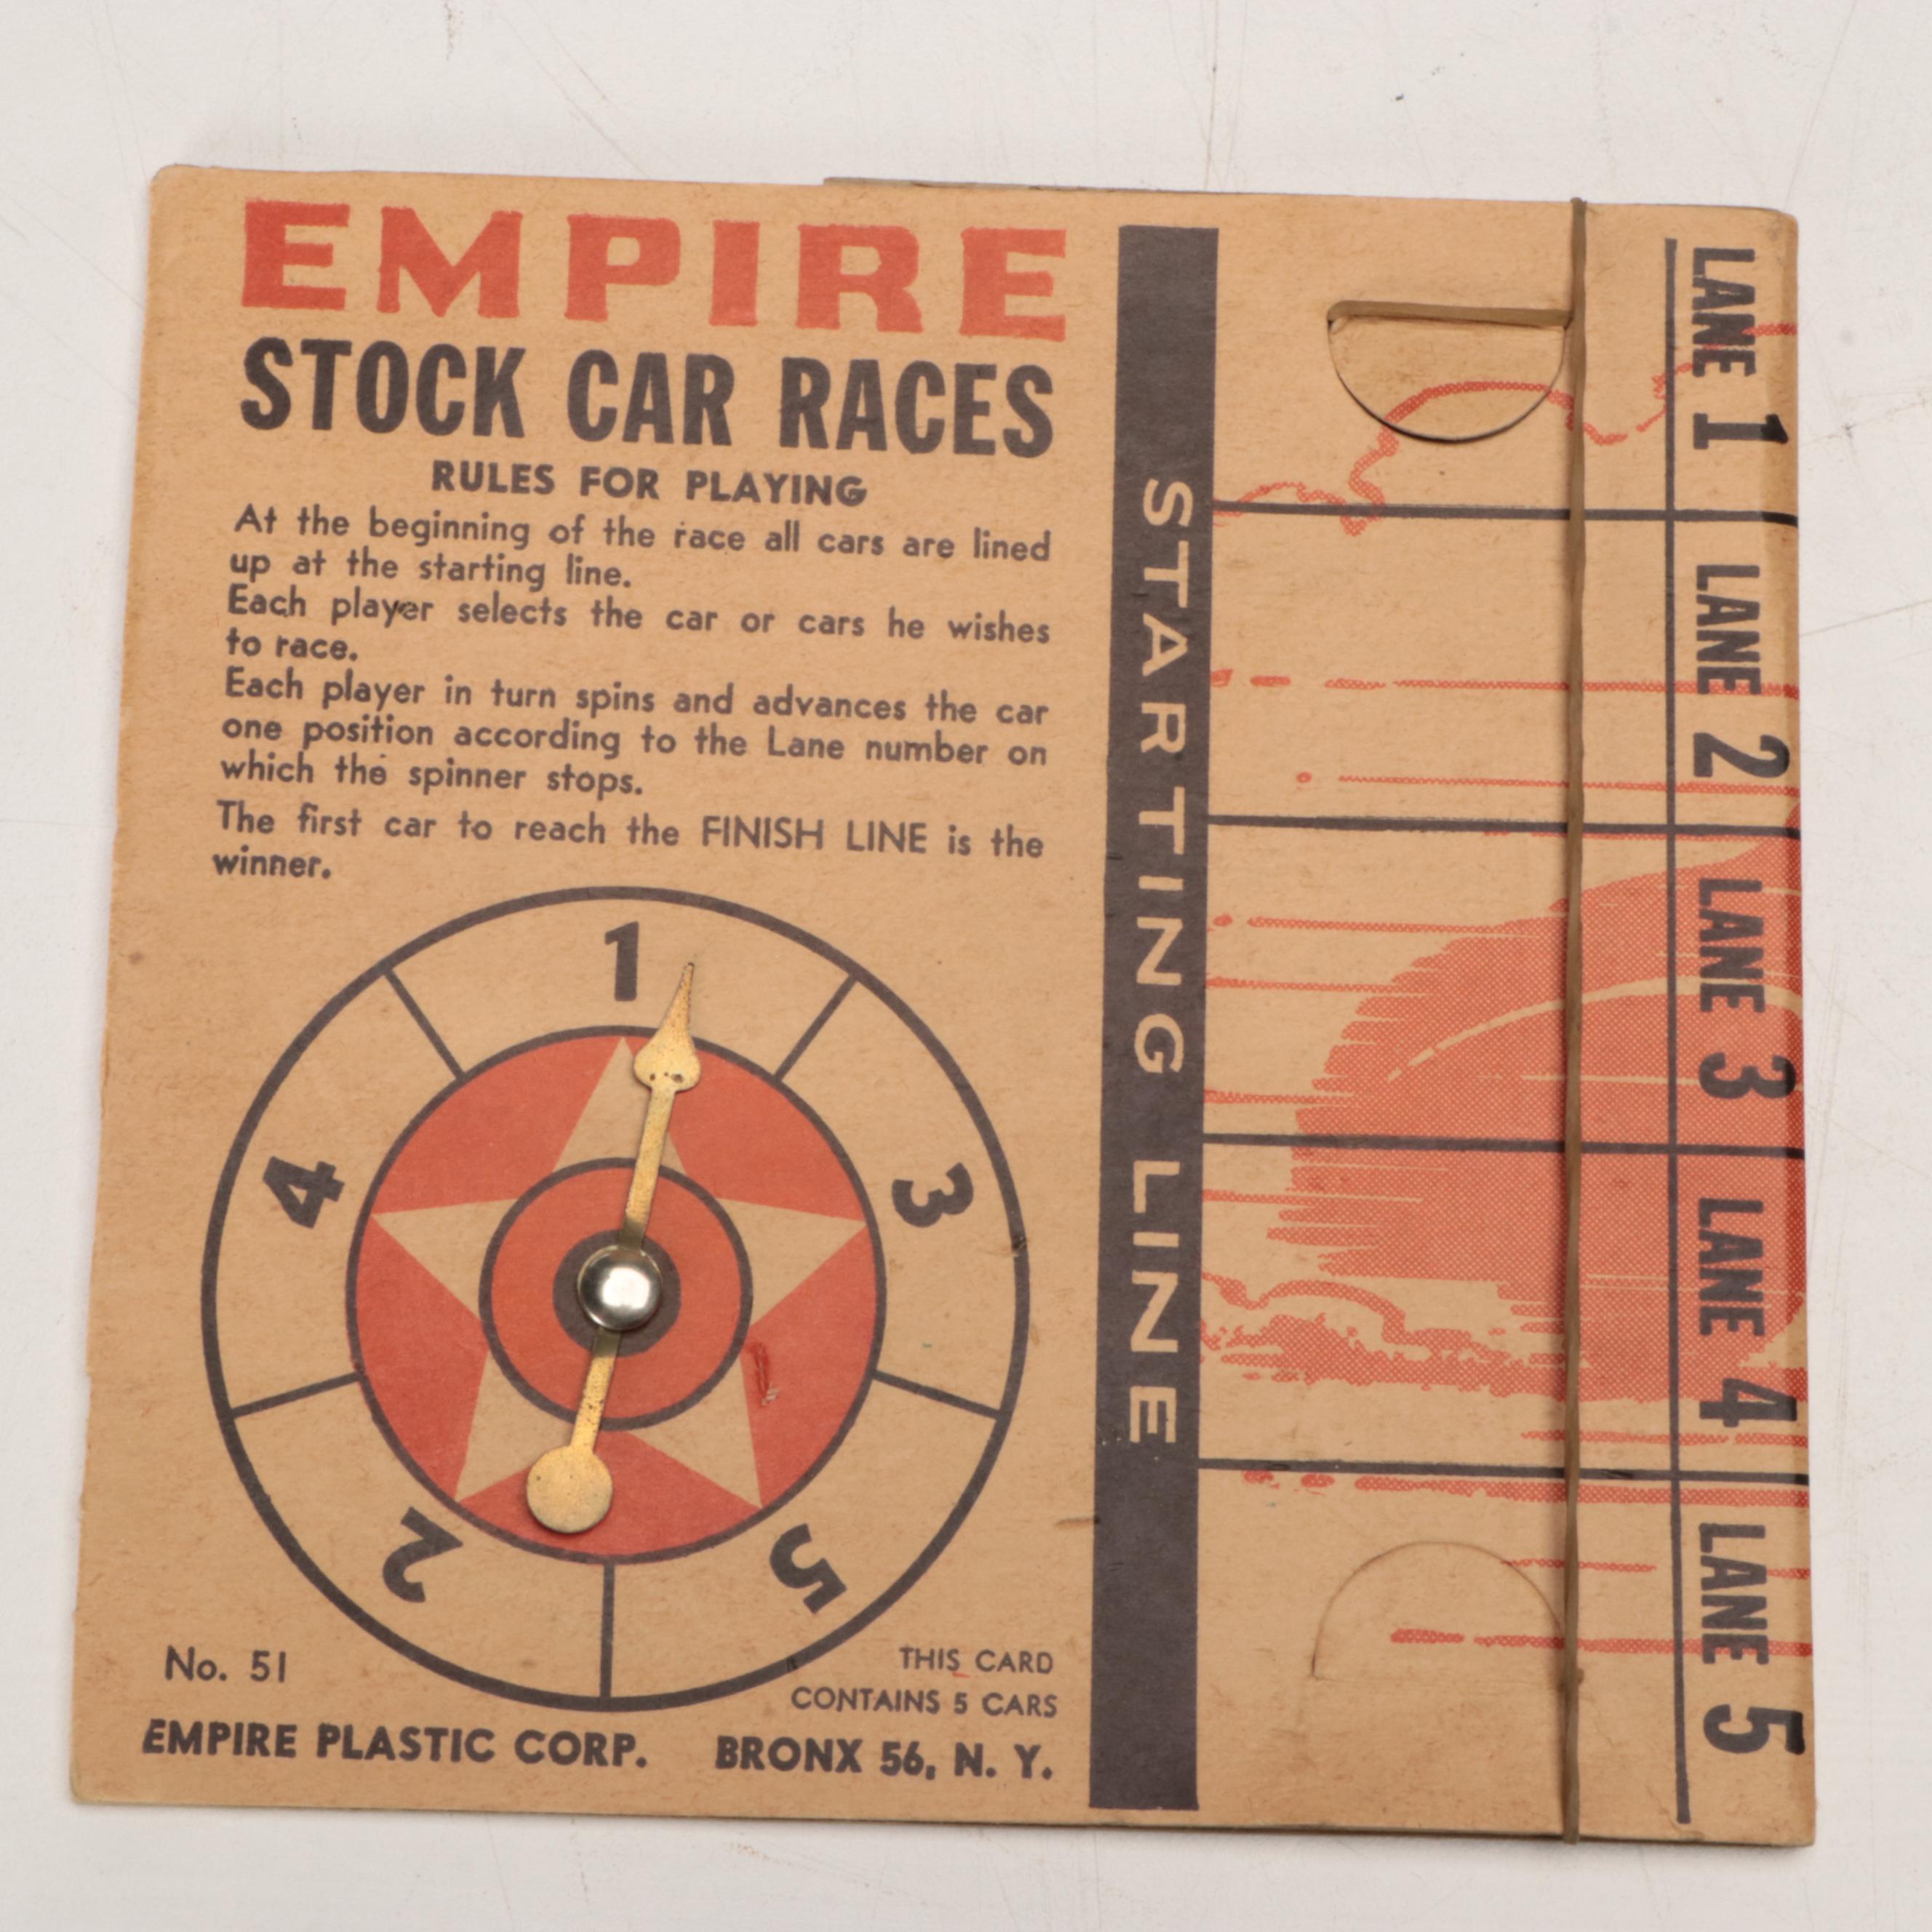 EMPIRE
STOCK CAR RACES
RULES FOR PLAYING
At the beginning of the race all cars are lined
up at the starting line.
Each player selects the car or cars he wishes
to race.
Each player in turn spins and advances the car
one position according to the Lane number on
which the spinner stops.
The first car to reach the FINISH LINE is the
winner.
1
3
5
2
4
No. 51
THIS CARD
CONTAINS 5 CARS
EMPIRE PLASTIC CORP. BRONX 56, N. Y.
STARTING LINE
LANE 1
LANE 2
LANE 3
LANE 4
LANE 5